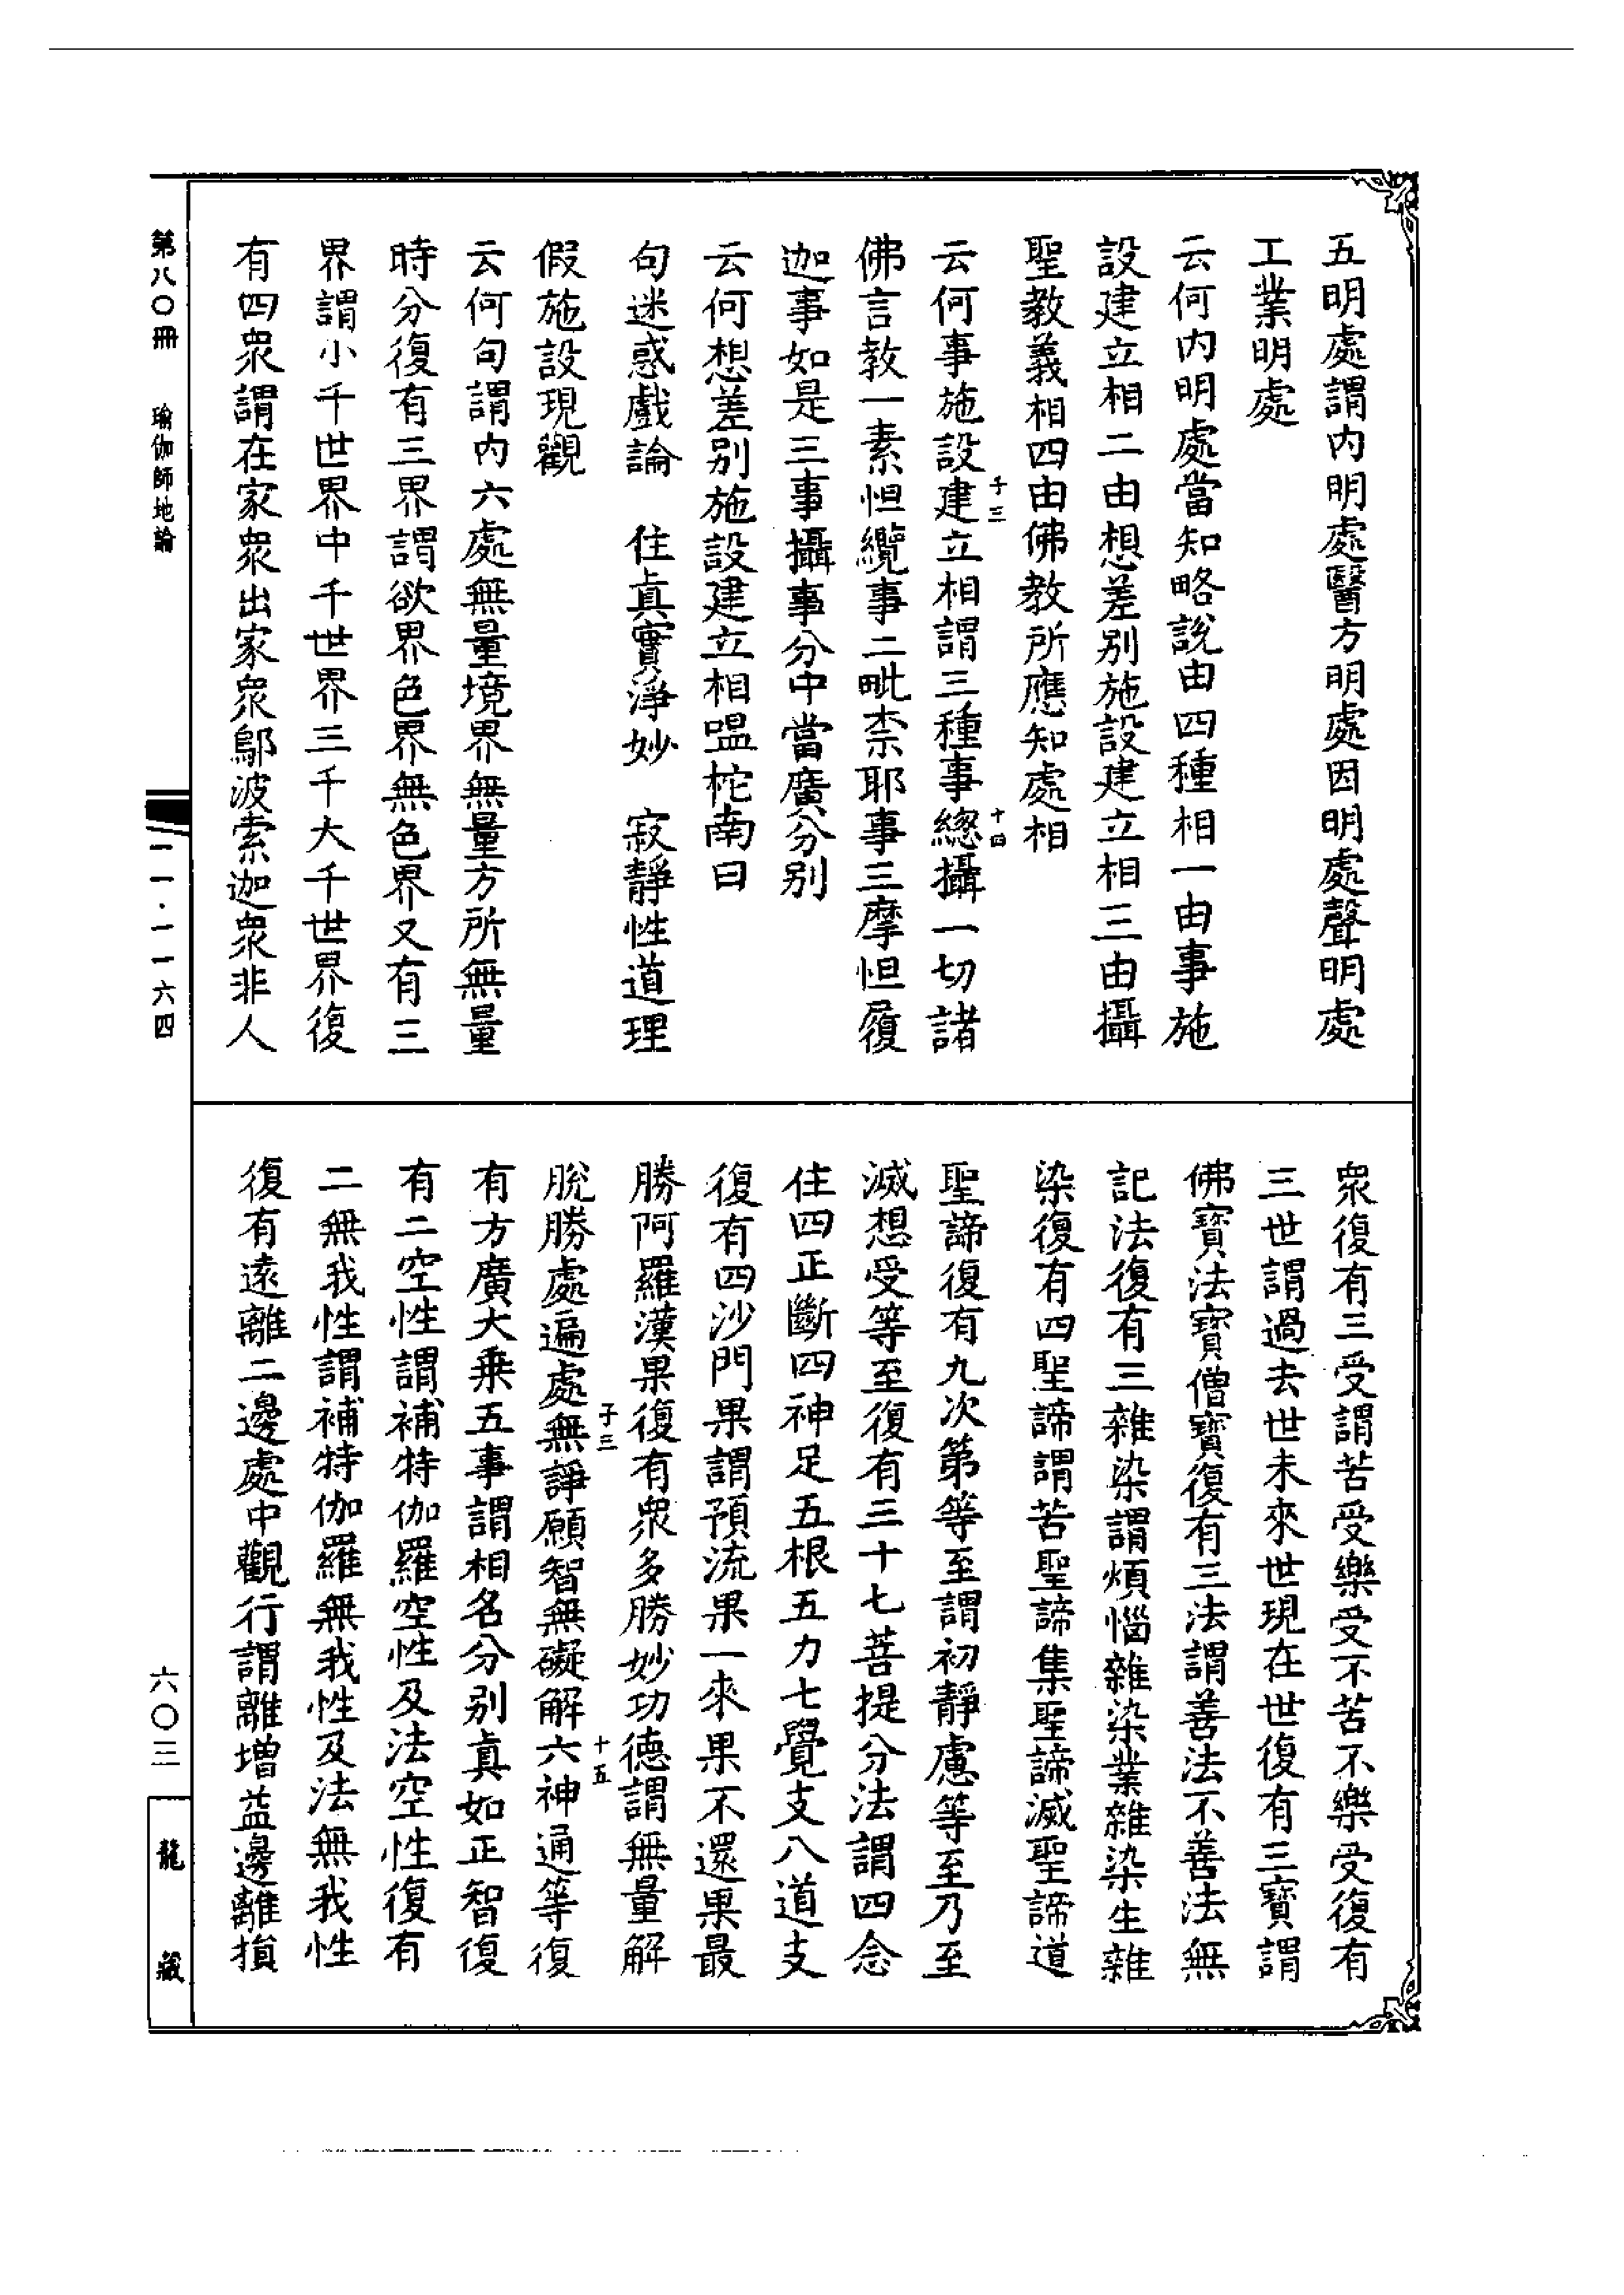 五明處謂内明處醫方明處因明處聲明處
工業明處
云何内明處當知略說由四種相一由事施
設建立相二由想差别施設建立相三由攝
聖教義相四由佛教所應知處相
云何事施設建立相謂三種事總攝一切諸
子三
十四
佛言教一素怛纜事二毗柰耶事三摩怛履
迦事如是三事攝事分中當廣分别
云何想差别施設建立相嗢柁南曰
句迷惑戲論 住眞實淨妙 寂靜性道理
假施設現觀
云何句謂内六處無量境界無量方所無量
時分復有三界謂欲界色界無色界又有三
界謂小千世界中千世界三千大千世界復
有四衆謂在家衆出家衆鄔波索迦衆非人
衆復有三受謂苦受樂受不苦不樂受復有
三世謂過去世未來世現在世復有三寶謂
佛寶法寶僧寶復有三法謂善法不善法無
記法復有三雜染謂煩惱雜染業雜染生雜
染復有四聖諦謂苦聖諦集聖諦滅聖諦道
聖諦復有九次第等至謂初靜慮等至乃至
滅想受等至復有三十七菩提分法謂四念
住四正斷四神足五根五力七覺支八道支
復有四沙門果謂預流果一來果不還果最
勝阿羅漢果復有衆多勝妙功德謂無量解
脫勝處遍處無諍願智無礙解六神通等復
子三
十五
有方廣大乘五事謂相名分别眞如正智復
有二空性謂補特伽羅空性及法空性復有
二無我性謂補特伽羅無我性及法無我性
復有遠離二邊處中觀行謂離增益邊離損
第八〇冊 瑜伽師地論
一一·一一六四
六〇三
龍藏